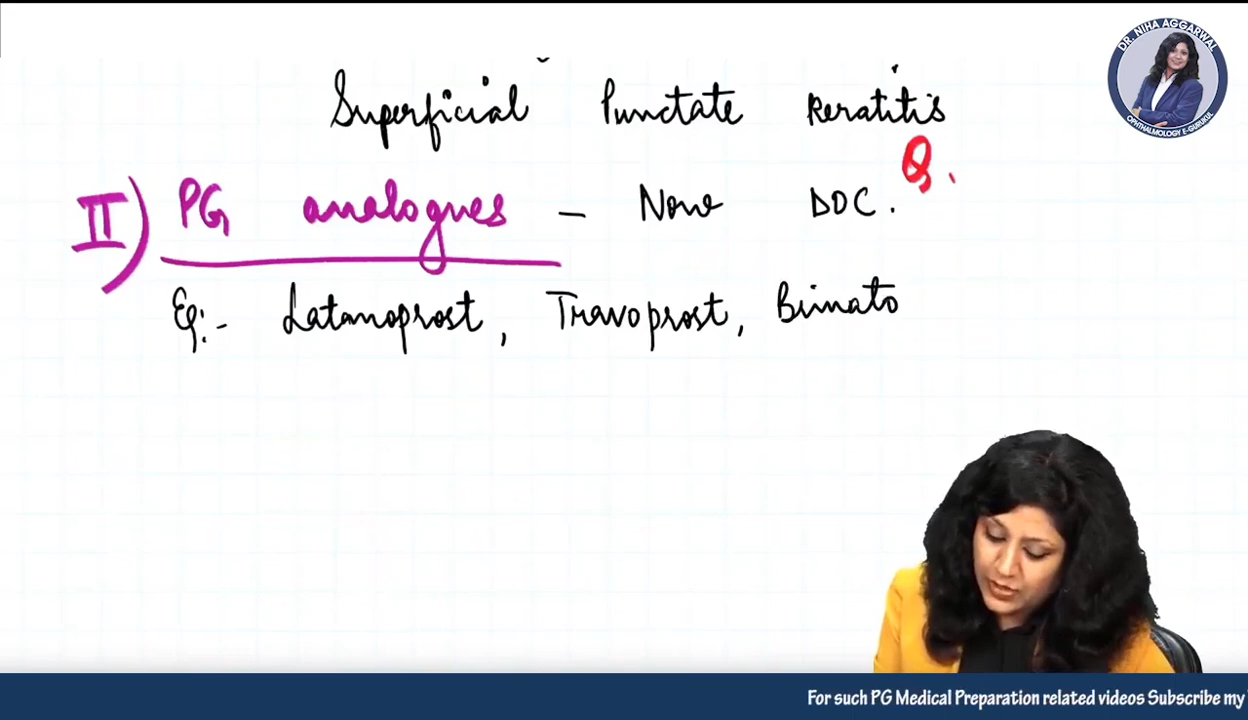 DR. NIHA AGGARWAL
OPHTHALMOLOGY E-GURUKUL
Superficial Punctate Keratitis
Q.
II) PG analogues - Now DOC.
Eg:- Latanoprost, Travoprost, Bimato
For such PG Medical Preparation related videos Subscribe my